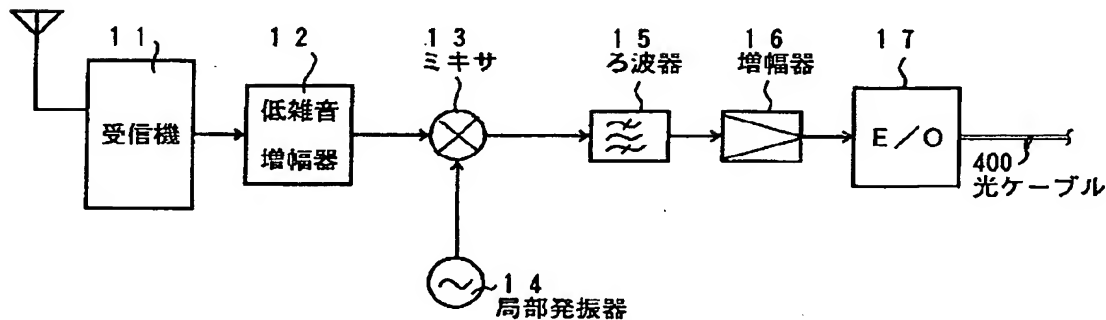 11
受信機
12
低雑音
増幅器
13
ミキサ
14
局部発振器
15
ろ波器
16
増幅器
17
E/O
400
光ケーブル